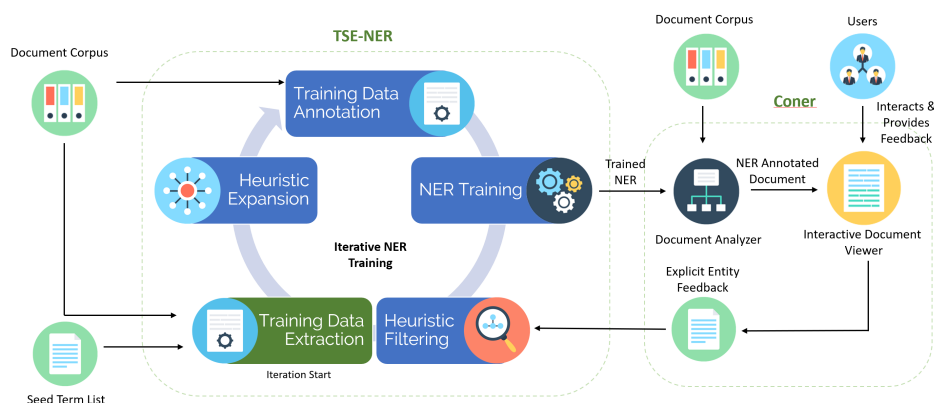 Document Corpus
TSE-NER
Training Data
Annotation
Heuristic
Expansion
NER Training
Iterative NER
Training
Training Data
Extraction
Heuristic
Filtering
Iteration Start
Seed Term List
Trained
NER
Document Corpus
Users
Coner
Interacts &
Provides
Feedback
NER Annotated
Document
Document Analyzer
Interactive Document
Viewer
Explicit Entity
Feedback